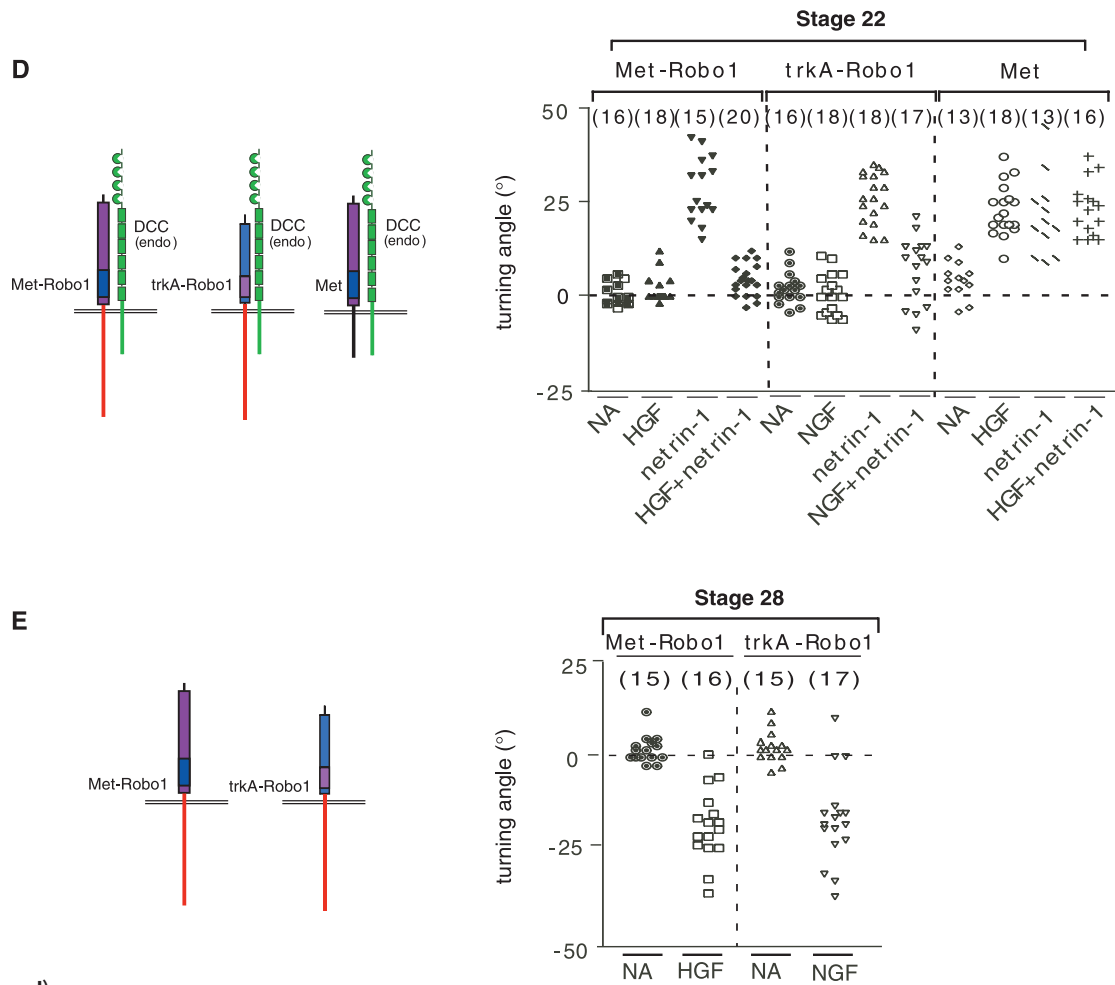 D
Stage 22
Met-Robo1 trkA-Robo1 Met
(16)(18)(15)(20)(16)(18)(18)(17)(13)(18)(13)(16)
50
25
0
-25
turning angle (°)
NA HGF netrin-1 HGF+netrin-1 NA NGF netrin-1 NGF+netrin-1 NA HGF netrin-1 HGF+netrin-1
DCC (endo) DCC (endo) DCC (endo)
Met-Robo1 trkA-Robo1 Met
E
Stage 28
Met-Robo1 trkA-Robo1
(15) (16) (15) (17)
25
0
-25
-50
turning angle (°)
NA HGF NA NGF
Met-Robo1 trkA-Robo1